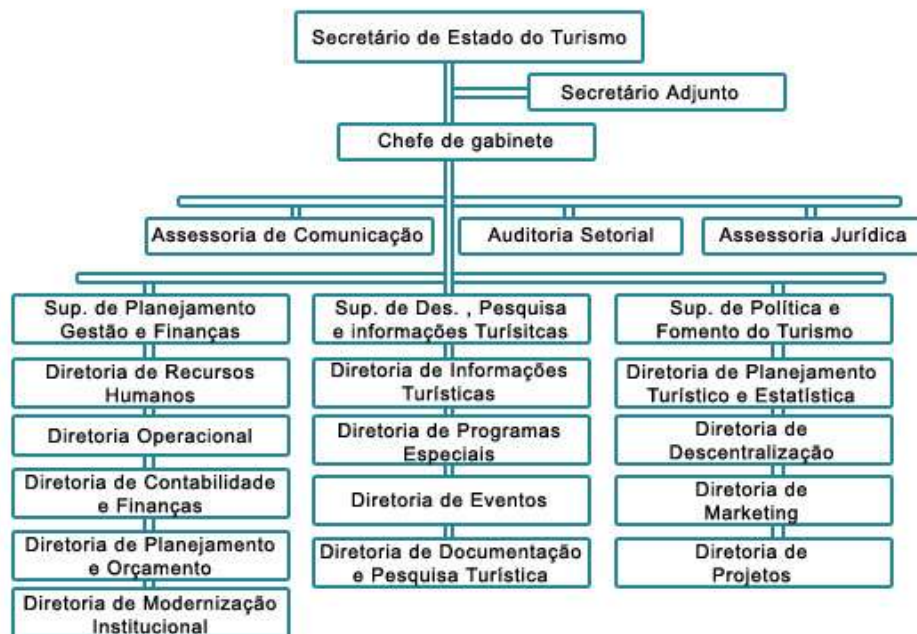 Secretário de Estado do Turismo
Secretário Adjunto
Chefe de gabinete
Assessoria de Comunicação
Auditoria Setorial
Assessoria Jurídica
Sup. de Planejamento
Gestão e Finanças
Diretoria de Recursos
Humanos
Diretoria Operacional
Diretoria de Contabilidade
e Finanças
Diretoria de Planejamento
e Orçamento
Diretoria de Modernização
Institucional
Sup. de Des. , Pesquisa
e informações Turísitcas
Diretoria de Informações
Turísticas
Diretoria de Programas
Especiais
Diretoria de Eventos
Diretoria de Documentação
e Pesquisa Turística
Sup. de Política e
Fomento do Turismo
Diretoria de Planejamento
Turístico e Estatística
Diretoria de
Descentralização
Diretoria de
Marketing
Diretoria de
Projetos